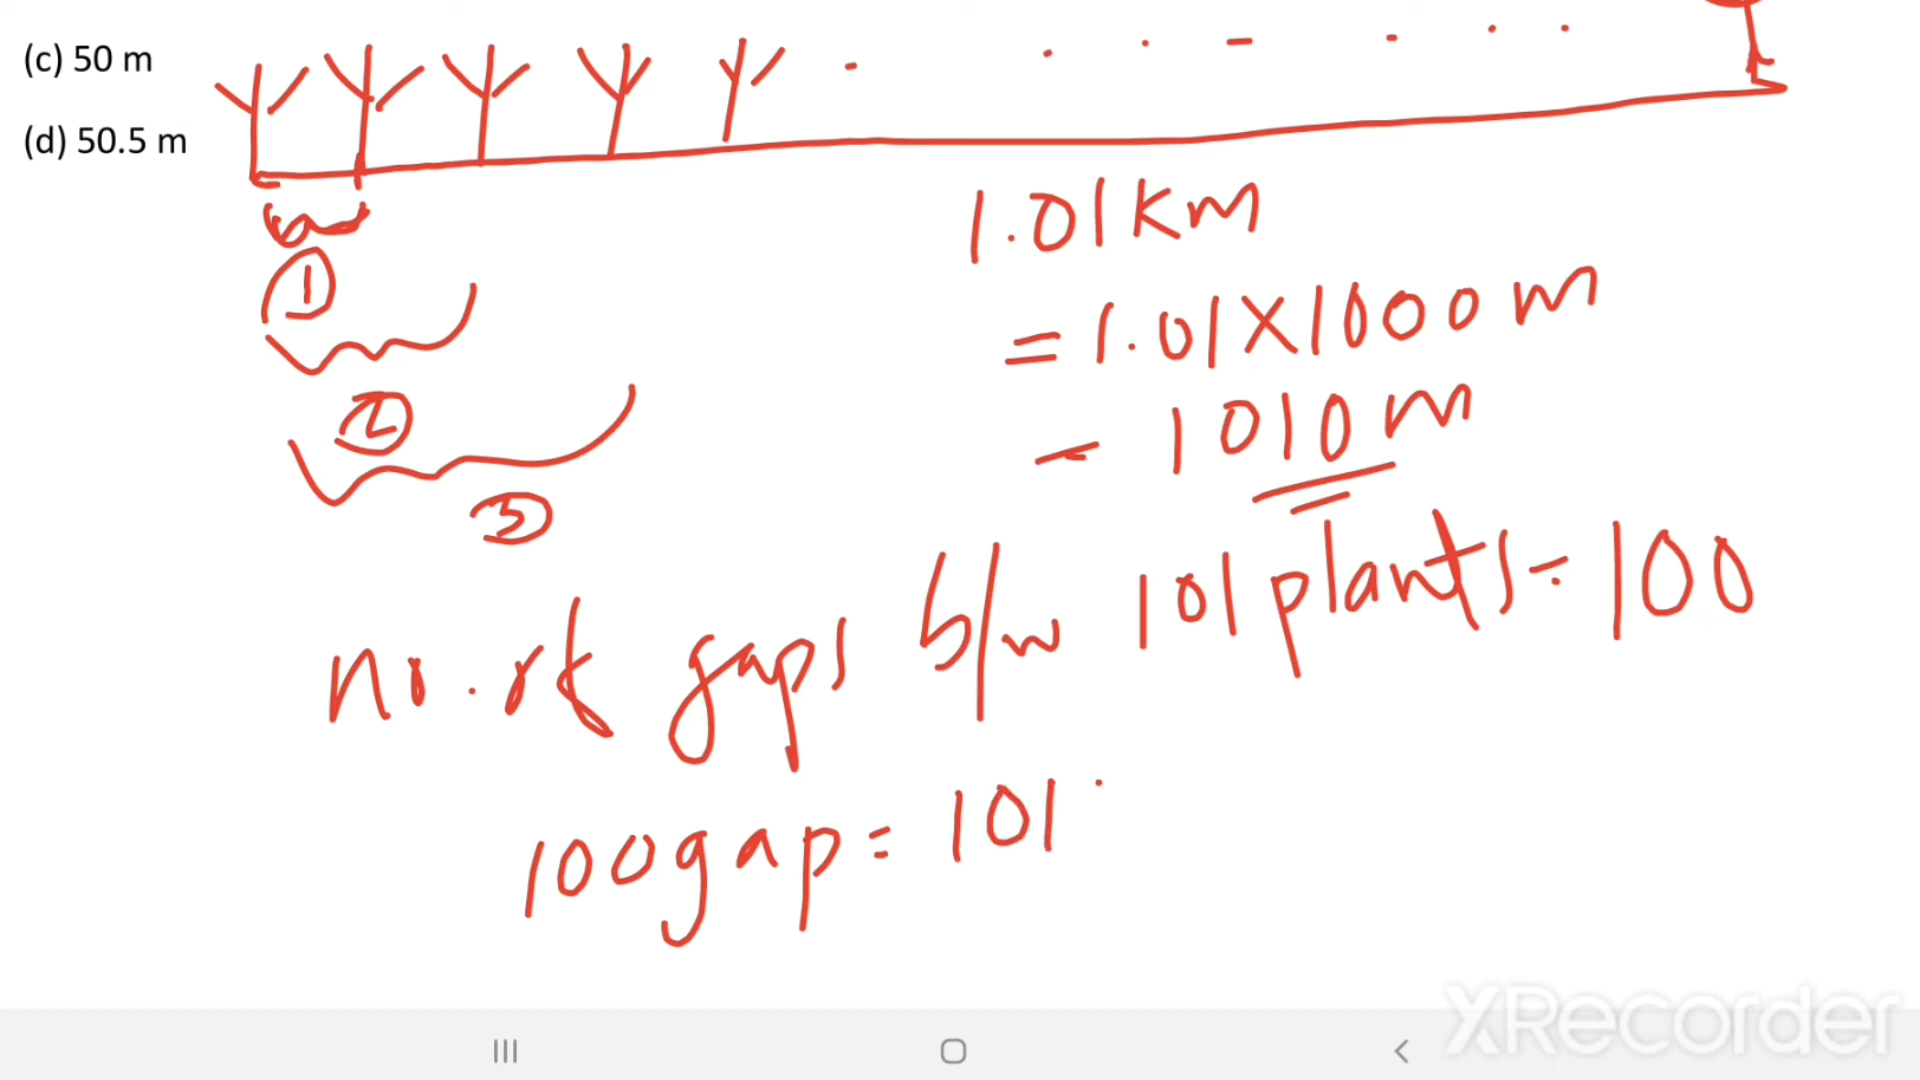 (c) 50 m
(d) 50.5 m
1.01 Km
= 1.01 X 1000 m
= 1010 m
1
2
3
no. of gaps b/w 101 plants = 100
100 gap = 101
XRecorder